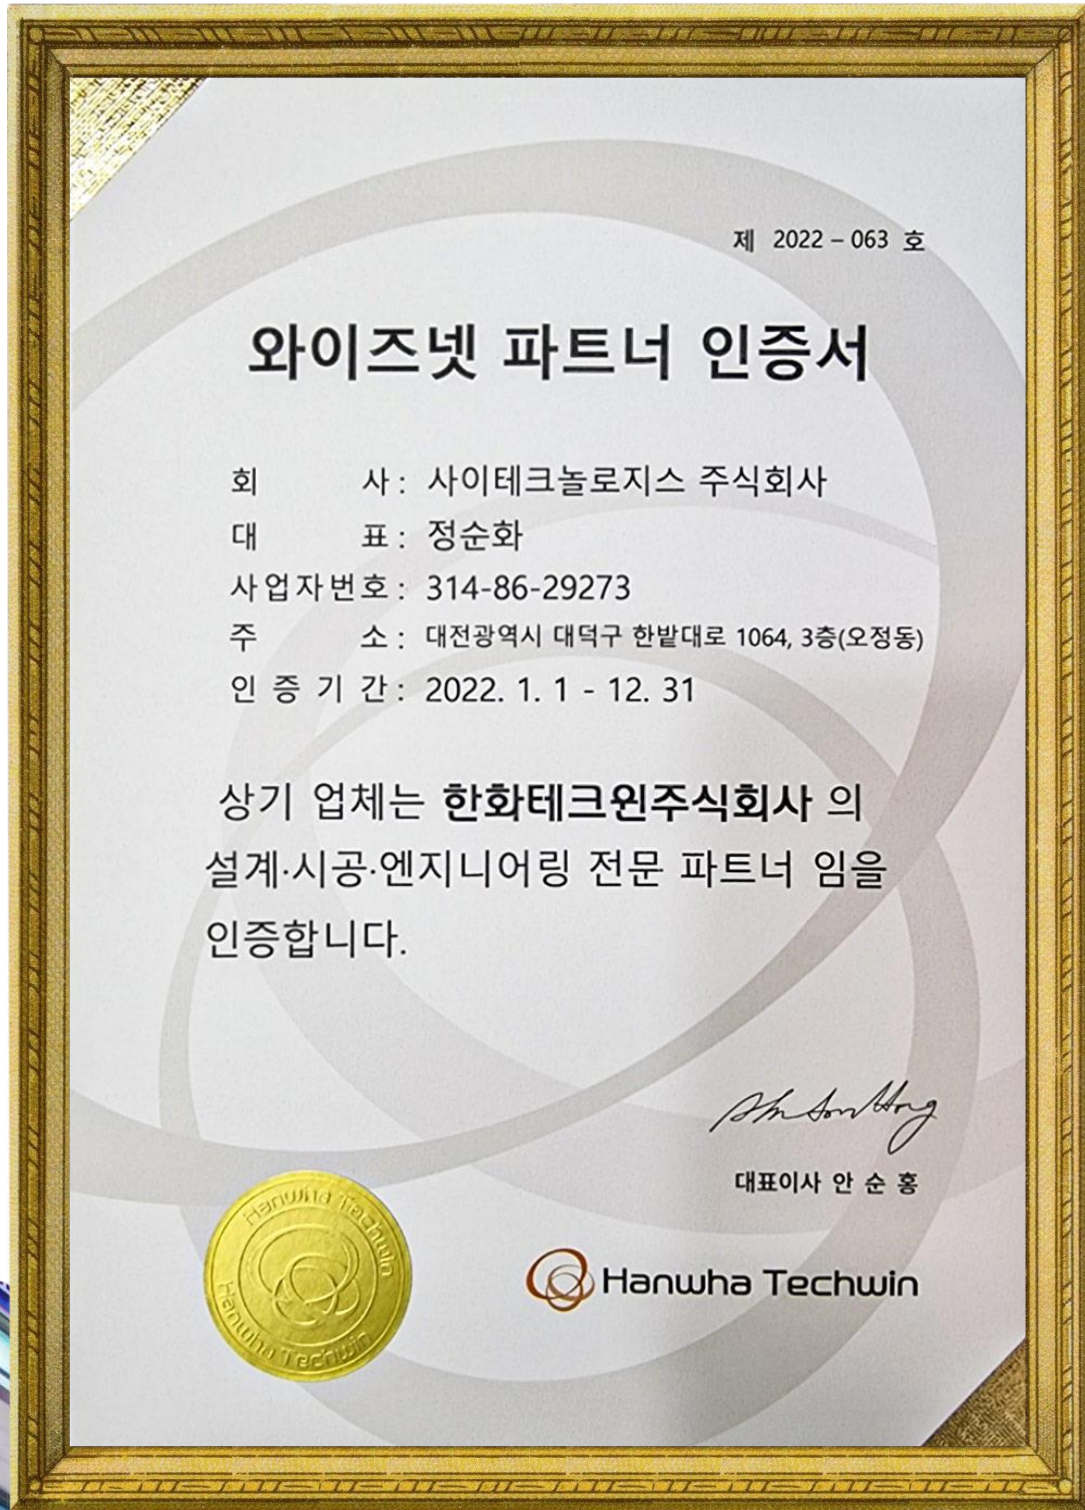 제 2022 – 063 호
와이즈넷 파트너 인증서
회 사 : 사이테크놀로지스 주식회사
대 표 : 정순화
사업자번호 : 314-86-29273
주 소 : 대전광역시 대덕구 한밭대로 1064, 3층(오정동)
인 증 기 간 : 2022. 1. 1 - 12. 31
상기 업체는 한화테크윈주식회사 의
설계·시공·엔지니어링 전문 파트너 임을
인증합니다.
Ahn Soon Hong
대표이사 안 순 홍
Hanwha Techwin
Hanwha Techwin
Hanwha Techwin